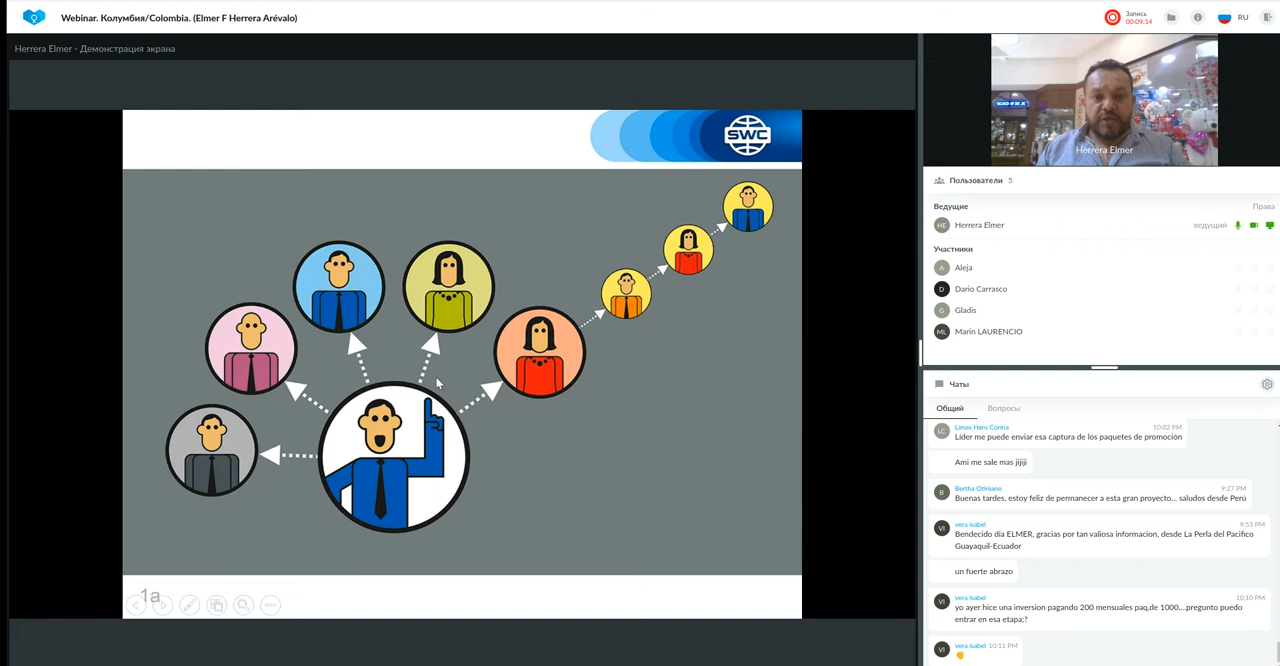 Webinar. Колумбия/Colombia. (Elmer F Herrera Arévalo)
Запись
00:09:14
RU
Herrera Elmer - Демонстрация экрана
SWC
1a
Herrera Elmer
Пользователи 5
Ведущие Права
HE Herrera Elmer ведущий
Участники
A Aleja
D Dario Carrasco
G Gladis
ML Marin LAURENCIO
Чаты
Общий Вопросы
LC Limas Haro Corina 10:02 PM
Líder me puede enviar esa captura de los paquetes de promoción
Ami me sale mas jijiji
B Bertha Otiniano 9:27 PM
Buenas tardes, estoy feliz de permanecer a esta gran proyecto... saludos desde Perú
VI vera isabel 9:53 PM
Bendecido dia ELMER, gracias por tan valiosa informacion, desde La Perla del Pacifico
Guayaquil-Ecuador
un fuerte abrazo
VI vera isabel 10:10 PM
yo ayer hice una inversion pagando 200 mensuales paq,de 1000....pregunto puedo
entrar en esa etapa;?
VI vera isabel 10:11 PM